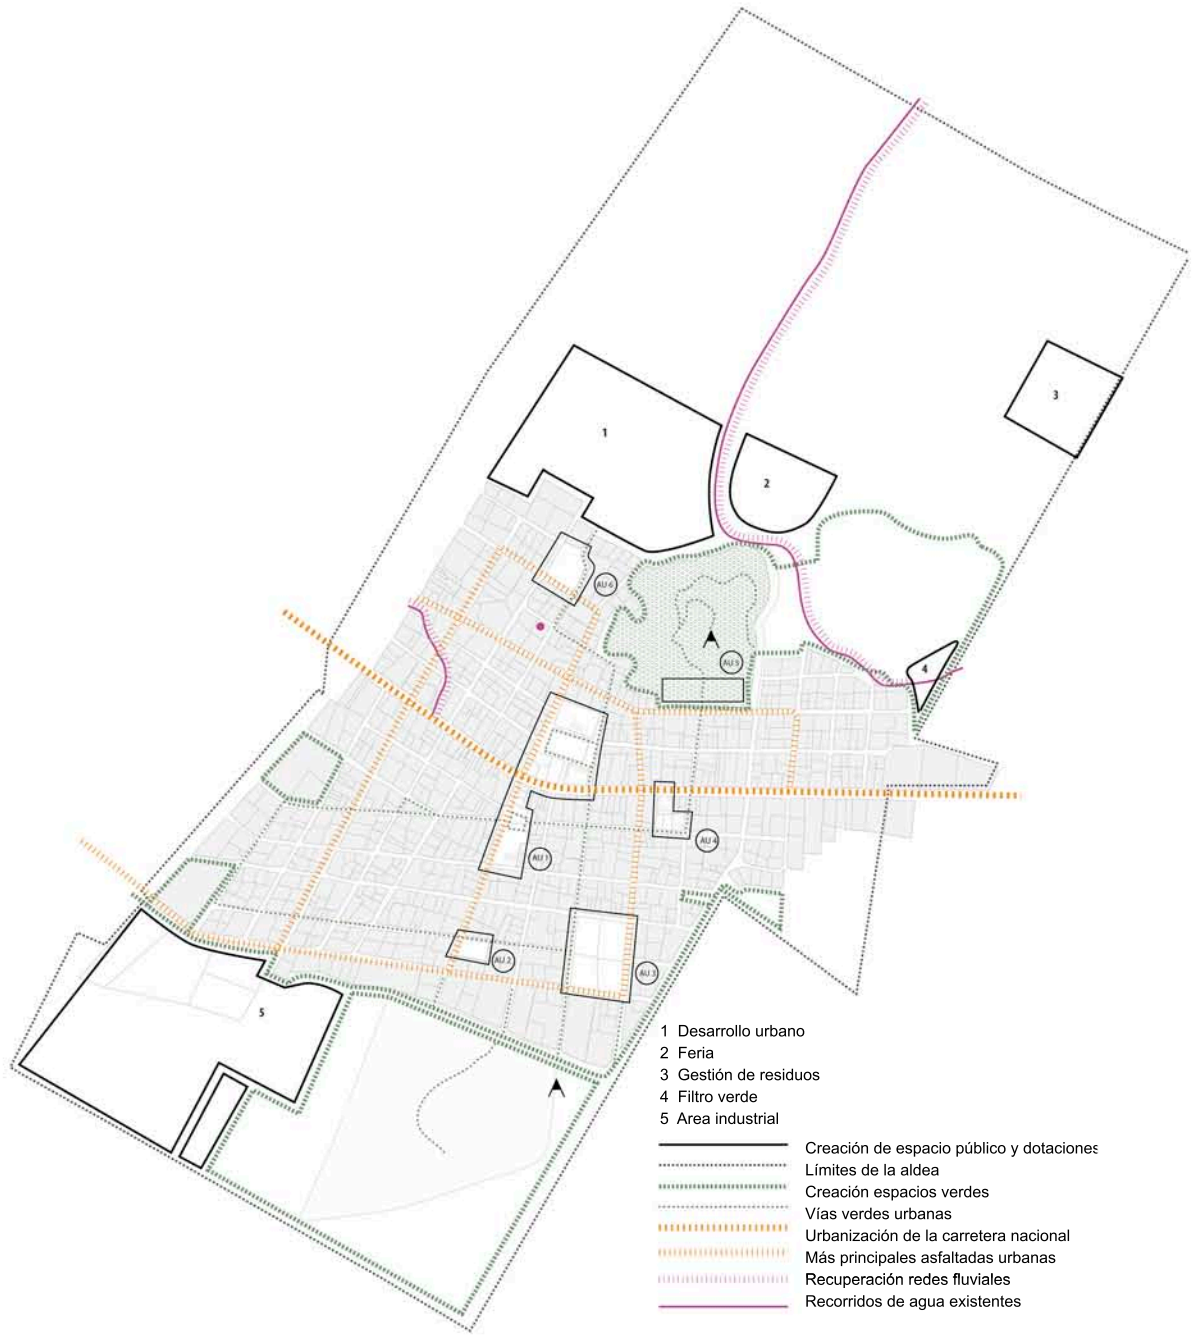 1
2
3
4
AU 6
AU 5
AU 4
AU 1
AU 2
AU 3
5
1 Desarrollo urbano
2 Feria
3 Gestión de residuos
4 Filtro verde
5 Area industrial
Creación de espacio público y dotaciones
Límites de la aldea
Creación espacios verdes
Vías verdes urbanas
Urbanización de la carretera nacional
Más principales asfaltadas urbanas
Recuperación redes fluviales
Recorridos de agua existentes